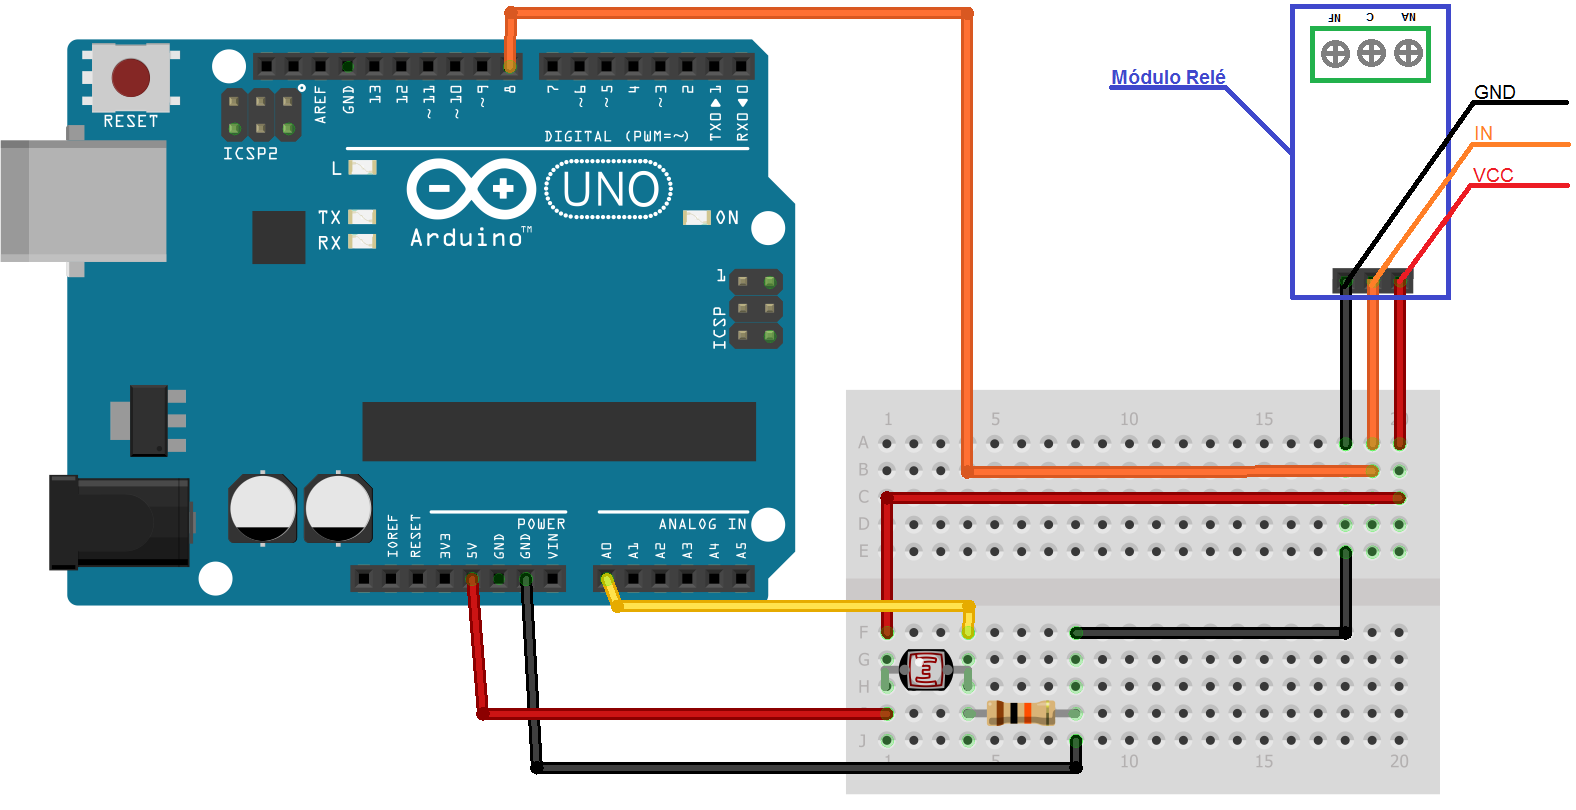 NF C NA
Módulo Relé
GND
IN
VCC
RESET
ICSP2
AREF
GND
13
12
~11
~10
~9
8
7
~6
~5
4
~3
2
TX0▶1
RX0◀0
DIGITAL (PWM=~)
L
TX
RX
UNO
ON
Arduino™
1
ICSP
POWER
ANALOG IN
IOREF
RESET
3V3
5V
GND
GND
VIN
A0
A1
A2
A3
A4
A5
1 5 10 15 20
A
B
C
D
E
F
G
H
J
1 5 10 15 20